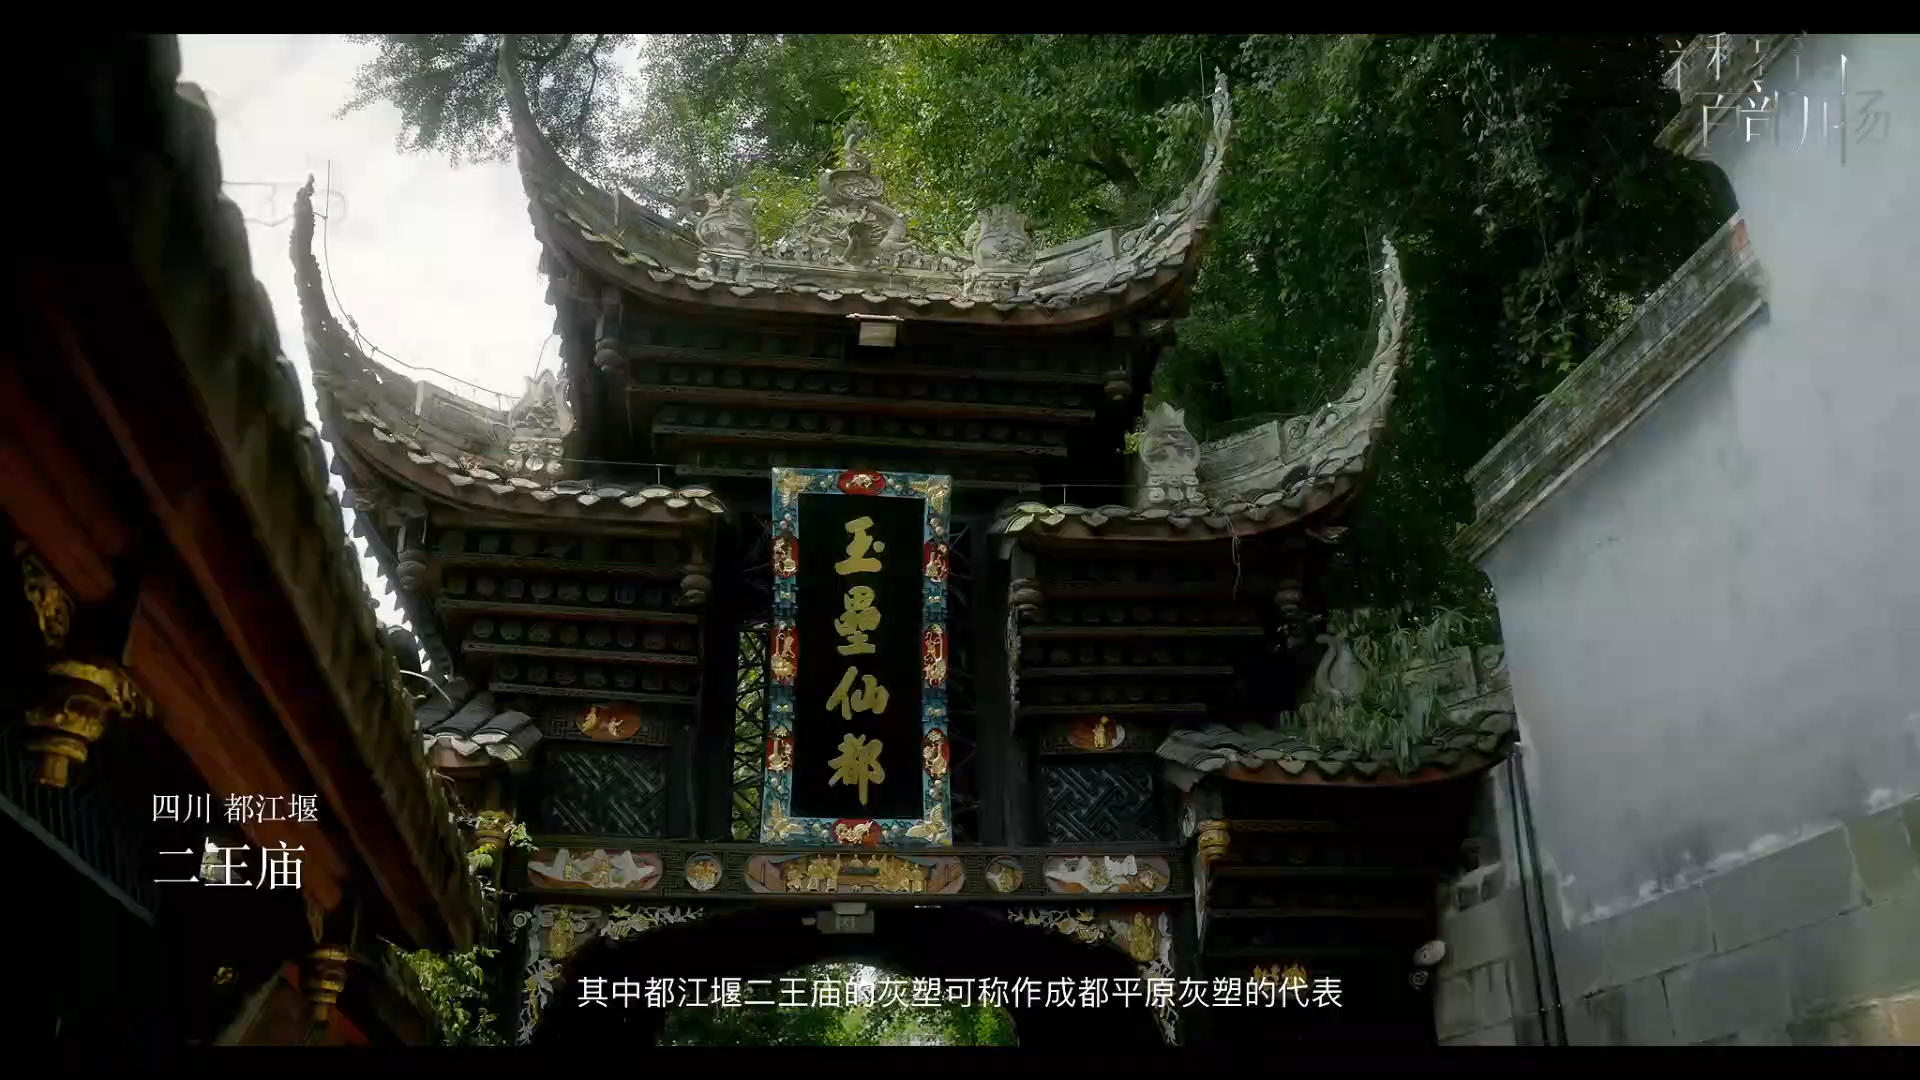 玉垒仙都
四川 都江堰
二王庙
其中都江堰二王庙的灰塑可称作成都平原灰塑的代表